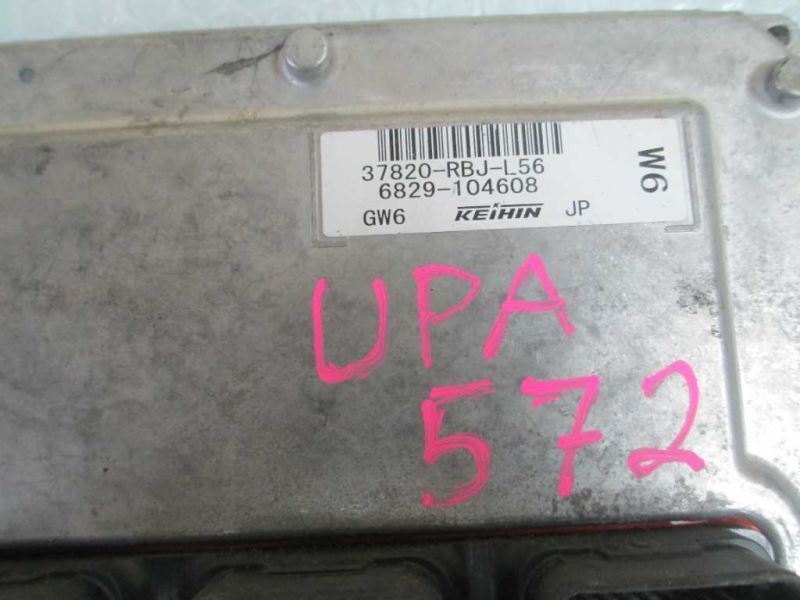 37820-RBJ-L56
6829-104608
GW6 KEIHIN JP
W6
UPA
572